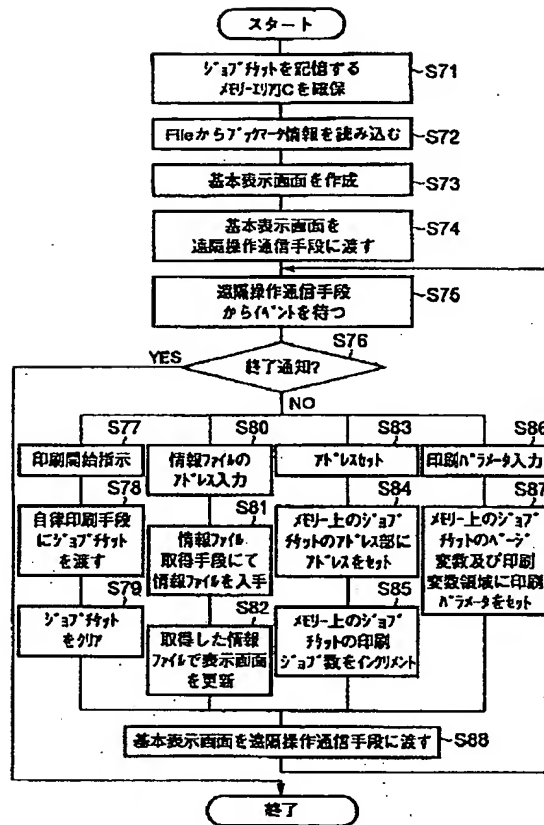 スタート
ジョブチケットを記憶する
メモリーエリアJCを確保
S71
Fileからブックマーク情報を読み込む
S72
基本表示画面を作成
S73
基本表示画面を
遠隔操作通信手段に渡す
S74
遠隔操作通信手段
からイベントを待つ
S75
S76
YES
終了通知?
NO
S77
印刷開始指示
S78
自律印刷手段
にジョブチケット
を渡す
S79
ジョブチケット
をクリア
S80
情報ファイルの
アドレス入力
S81
情報ファイル
取得手段にて
情報ファイルを入手
S82
取得した情報
ファイルで表示画面
を更新
S83
アドレスセット
S84
メモリー上のジョブ
チケットのアドレス部に
アドレスをセット
S85
メモリー上のジョブ
チケットの印刷
ジョブ数をインクリメント
S86
印刷パラメータ入力
S87
メモリー上のジョブ
チケットのページ
変数及び印刷
変数領域に印刷
パラメータをセット
基本表示画面を遠隔操作通信手段に渡す
S88
終了